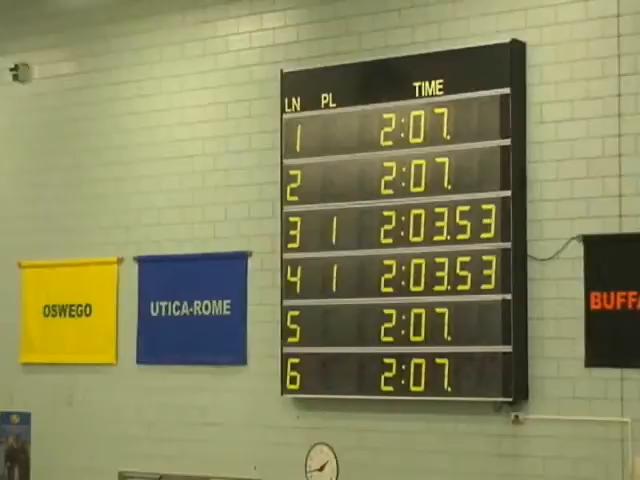 LN PL TIME
1 2:07.
2 2:07.
3 1 2:03.53
4 1 2:03.53
5 2:07.
6 2:07.
OSWEGO
UTICA-ROME
BUFFA